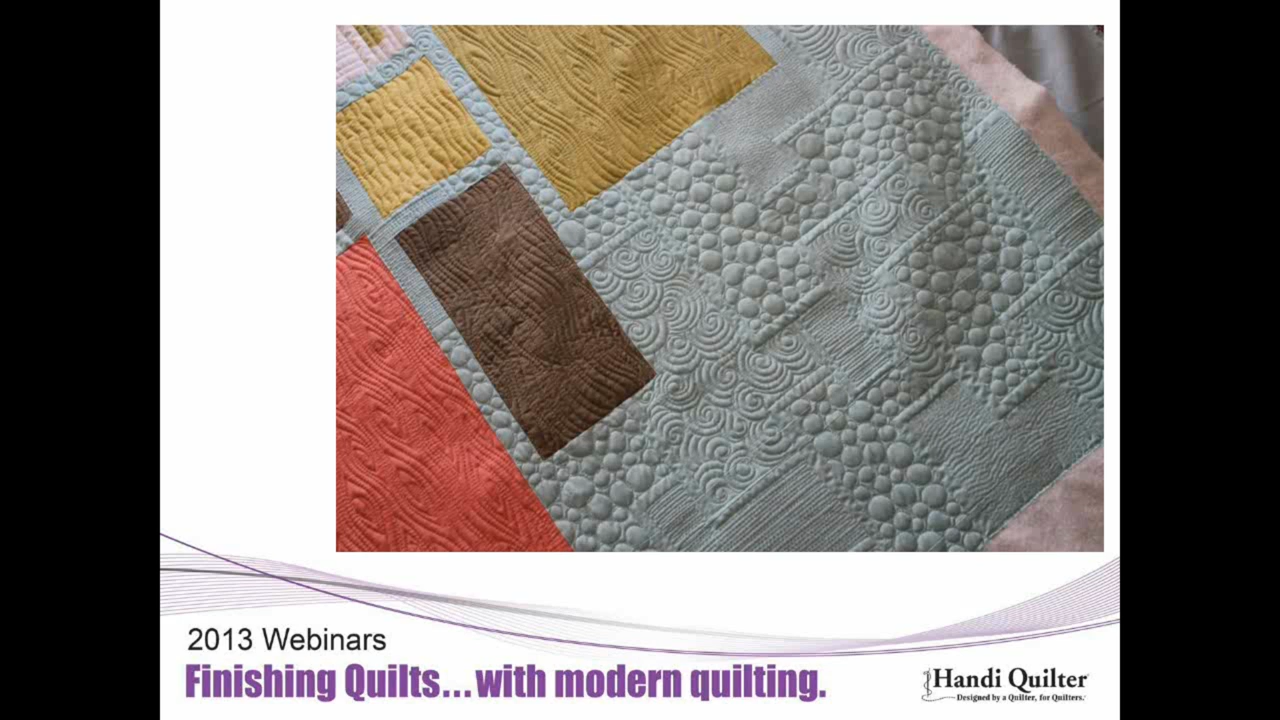 2013 Webinars
Finishing Quilts...with modern quilting.
Handi Quilter
Designed by a Quilter, for Quilters.